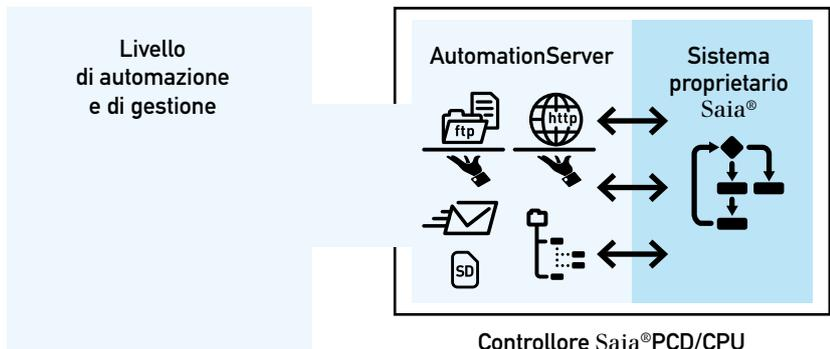 Livello
di automazione
e di gestione
AutomationServer
Sistema
proprietario
Saia®
ftp
http
SD
Controllore Saia®PCD/CPU